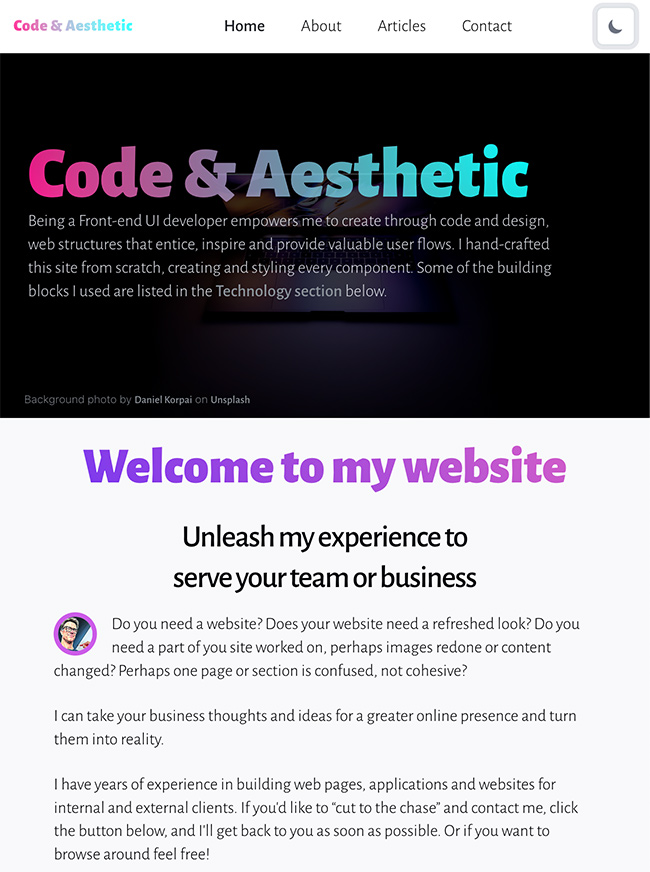 Code & Aesthetic
Home About Articles Contact
Code & Aesthetic
Being a Front-end UI developer empowers me to create through code and design,
web structures that entice, inspire and provide valuable user flows. I hand-crafted
this site from scratch, creating and styling every component. Some of the building
blocks I used are listed in the Technology section below.
Background photo by Daniel Korpai on Unsplash
Welcome to my website
Unleash my experience to
serve your team or business
Do you need a website? Does your website need a refreshed look? Do you
need a part of you site worked on, perhaps images redone or content
changed? Perhaps one page or section is confused, not cohesive?
I can take your business thoughts and ideas for a greater online presence and turn
them into reality.
I have years of experience in building web pages, applications and websites for
internal and external clients. If you'd like to “cut to the chase” and contact me, click
the button below, and I'll get back to you as soon as possible. Or if you want to
browse around feel free!